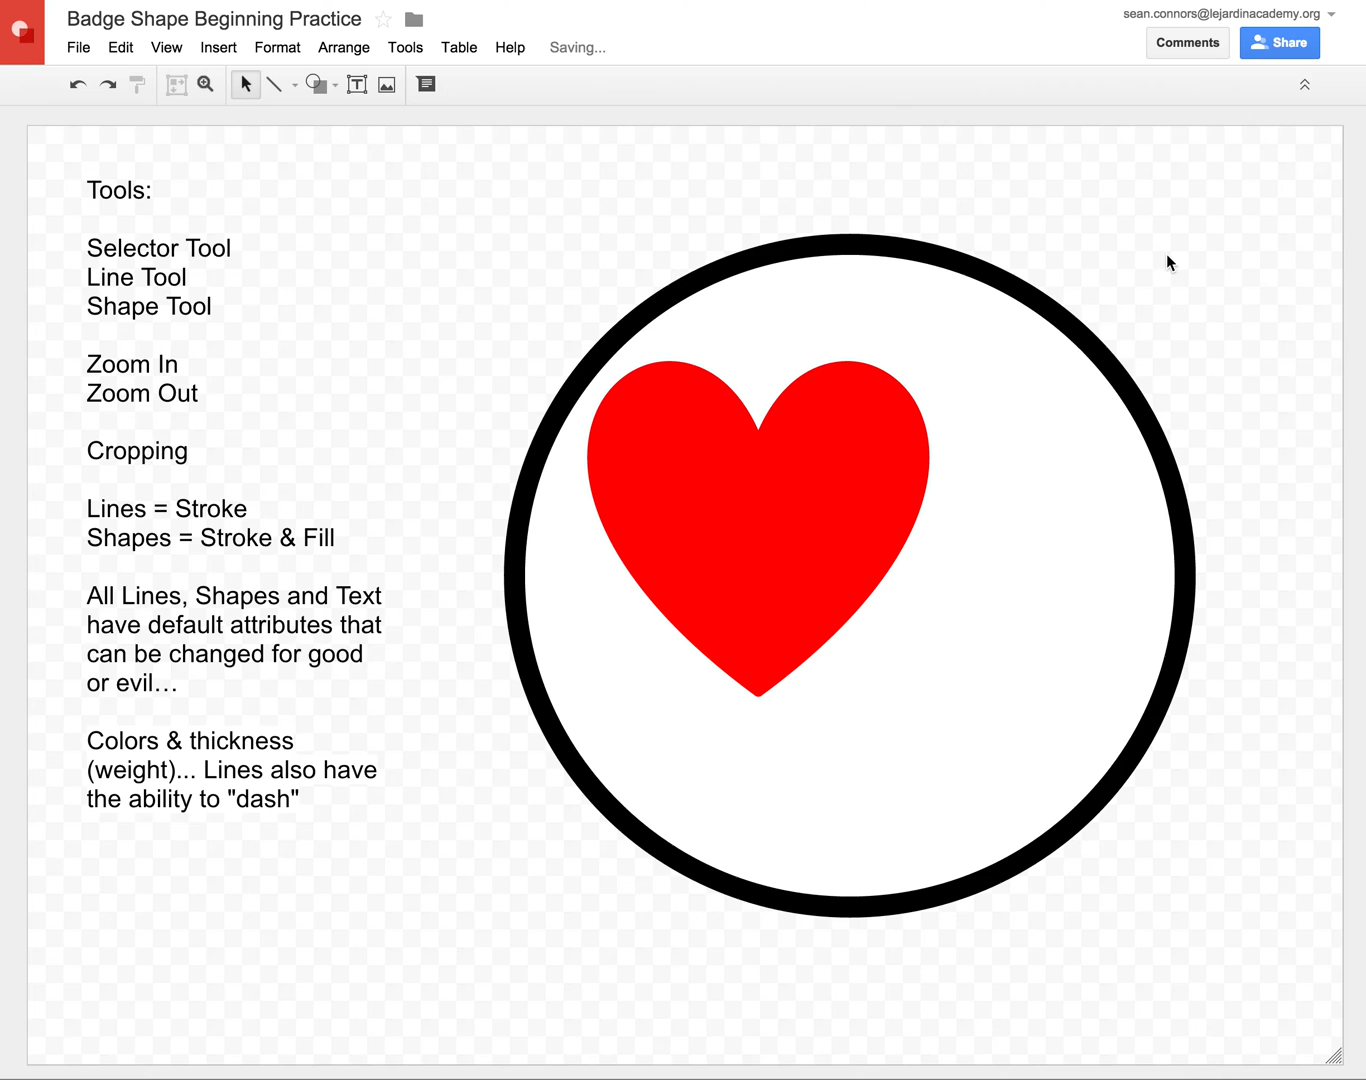 Badge Shape Beginning Practice
sean.connors@lejardinacademy.org
File Edit View Insert Format Arrange Tools Table Help Saving...
Comments
Share
Tools:
Selector Tool
Line Tool
Shape Tool
Zoom In
Zoom Out
Cropping
Lines = Stroke
Shapes = Stroke & Fill
All Lines, Shapes and Text
have default attributes that
can be changed for good
or evil…
Colors & thickness
(weight)... Lines also have
the ability to "dash"